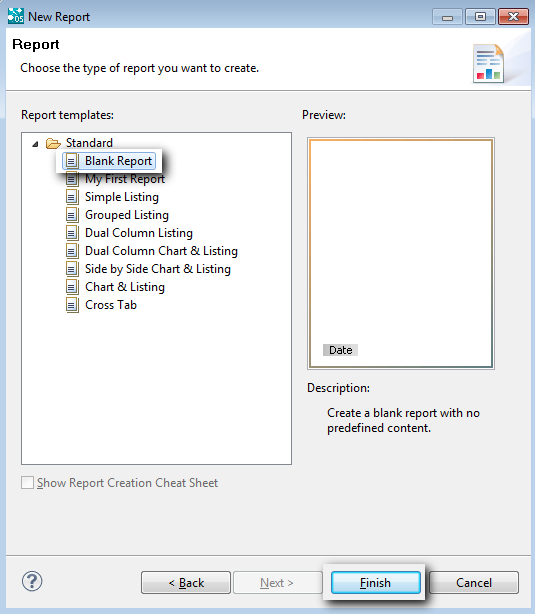 New Report
Report
Choose the type of report you want to create.
Report templates:
Preview:
Standard
Blank Report
My First Report
Simple Listing
Grouped Listing
Dual Column Listing
Dual Column Chart & Listing
Side by Side Chart & Listing
Chart & Listing
Cross Tab
Date
Description:
Create a blank report with no
predefined content.
Show Report Creation Cheat Sheet
< Back
Next >
Finish
Cancel